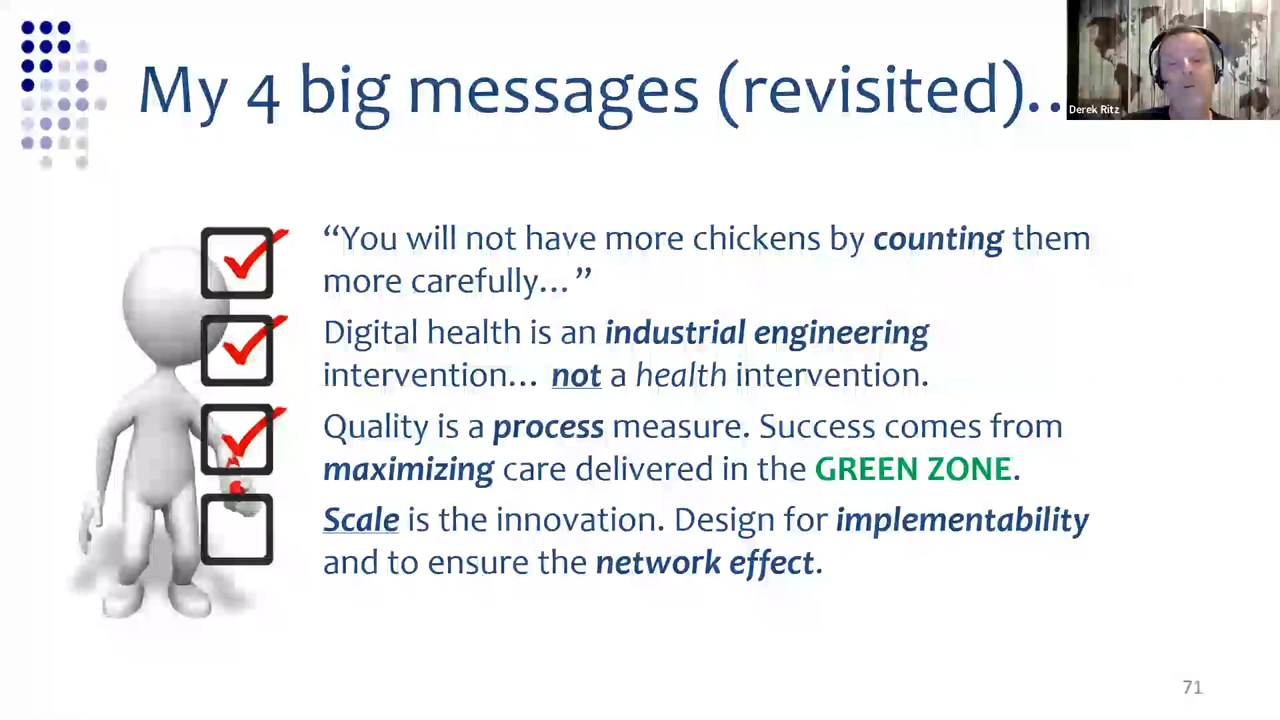 My 4 big messages (revisited)..
Derek Ritz
“You will not have more chickens by counting them
more carefully…”
Digital health is an industrial engineering
intervention… not a health intervention.
Quality is a process measure. Success comes from
maximizing care delivered in the GREEN ZONE.
Scale is the innovation. Design for implementability
and to ensure the network effect.
71